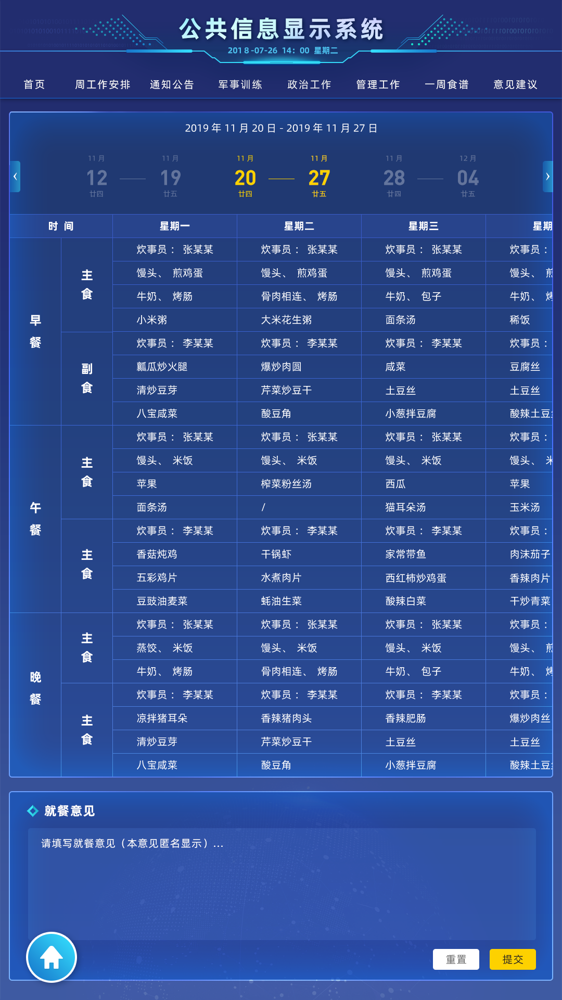 公共信息显示系统
2018-07-26 14：00 星期二
首页 周工作安排 通知公告 军事训练 政治工作 管理工作 一周食谱 意见建议
2019 年 11 月 20 日 - 2019 年 11 月 27 日
11 月 11 月 11 月 11 月 11 月 12 月
12 19 20 27 28 04
廿四 廿五 廿四 廿五 廿四 廿五
时 间 星期一 星期二 星期三 星期
早餐
主食
炊事员： 张某某 炊事员： 张某某 炊事员： 张某某 炊事员：
馒头、 煎鸡蛋 馒头、 煎鸡蛋 馒头、 煎鸡蛋 馒头、 煎
牛奶、 烤肠 骨肉相连、 烤肠 牛奶、 包子 牛奶、 烤
小米粥 大米花生粥 面条汤 稀饭
副食
炊事员： 李某某 炊事员： 李某某 炊事员： 李某某 炊事员：
瓤瓜炒火腿 爆炒肉圆 咸菜 豆腐丝
清炒豆芽 芹菜炒豆干 土豆丝 土豆丝
八宝咸菜 酸豆角 小葱拌豆腐 酸辣土豆
午餐
主食
炊事员： 张某某 炊事员： 张某某 炊事员： 张某某 炊事员：
馒头、 米饭 馒头、 米饭 馒头、 米饭 馒头、 米
苹果 榨菜粉丝汤 西瓜 苹果
面条汤 / 猫耳朵汤 玉米汤
主食
炊事员： 李某某 炊事员： 李某某 炊事员： 李某某 炊事员：
香菇炖鸡 干锅虾 家常带鱼 肉沫茄子
五彩鸡片 水煮肉片 西红柿炒鸡蛋 香辣肉片
豆豉油麦菜 蚝油生菜 酸辣白菜 干炒青菜
晚餐
主食
炊事员： 张某某 炊事员： 张某某 炊事员： 张某某 炊事员：
蒸饺、 米饭 馒头、 米饭 馒头、 米饭 馒头、 煎
牛奶、 烤肠 骨肉相连、 烤肠 牛奶、 包子 牛奶、 烤
主食
炊事员： 李某某 炊事员： 李某某 炊事员： 李某某 炊事员：
凉拌猪耳朵 香辣猪肉头 香辣肥肠 爆炒肉丝
清炒豆芽 芹菜炒豆干 土豆丝 土豆丝
八宝咸菜 酸豆角 小葱拌豆腐 酸辣土豆
就餐意见
请填写就餐意见（本意见匿名显示）...
重置 提交